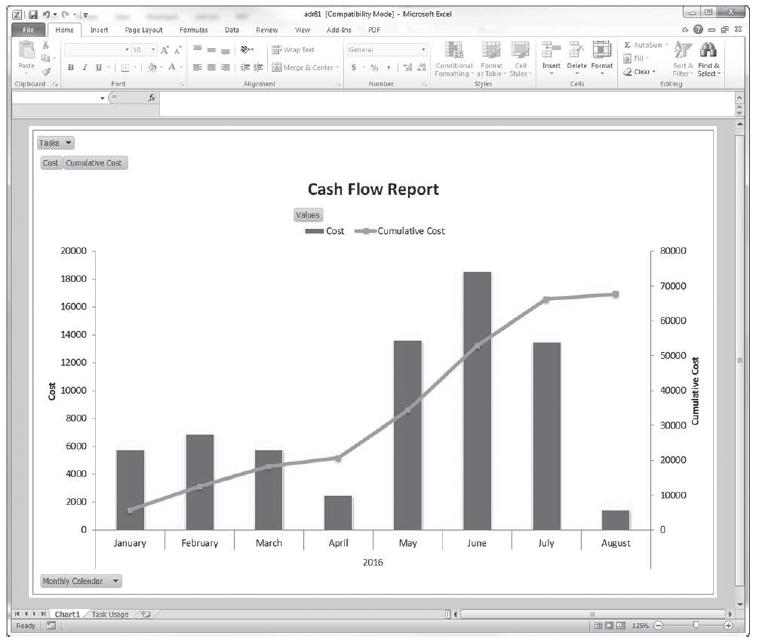 adr81 [Compatibility Mode] - Microsoft Excel
File Home Insert Page Layout Formulas Data Review View Add-Ins PDF
Paste
Clipboard
10 A A
B I U A
Font
Wrap Text
Merge & Center
Alignment
General
$ % ,
Number
Conditional Formatting
Format as Table
Cell Styles
Styles
Insert Delete Format
Cells
Σ AutoSum
Fill
Clear
Sort & Filter
Find & Select
Editing
fx
Tasks
Cost Cumulative Cost
Cash Flow Report
Values
Cost Cumulative Cost
20000
18000
16000
14000
12000
10000
8000
6000
4000
2000
0
Cost
80000
70000
60000
50000
40000
30000
20000
10000
0
Cumulative Cost
January February March April May June July August
2016
Monthly Calendar
Chart1 Task Usage
Ready 125%